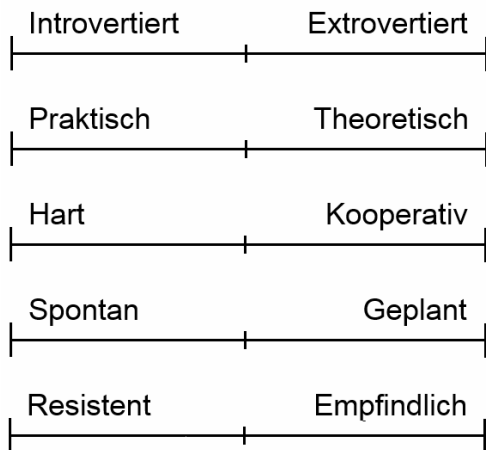 Introvertiert Extrovertiert
Praktisch Theoretisch
Hart Kooperativ
Spontan Geplant
Resistent Empfindlich